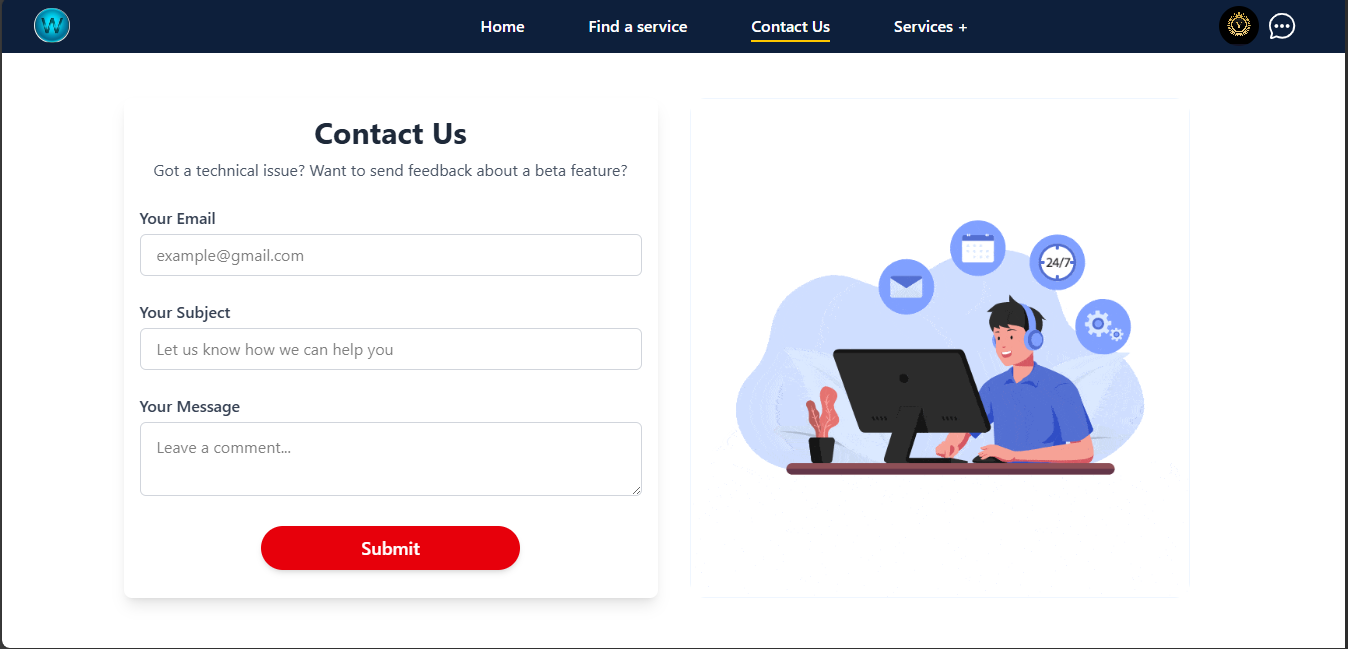 W
Home
Find a service
Contact Us
Services +
Contact Us
Got a technical issue? Want to send feedback about a beta feature?
Your Email
example@gmail.com
Your Subject
Let us know how we can help you
Your Message
Leave a comment...
Submit
24/7